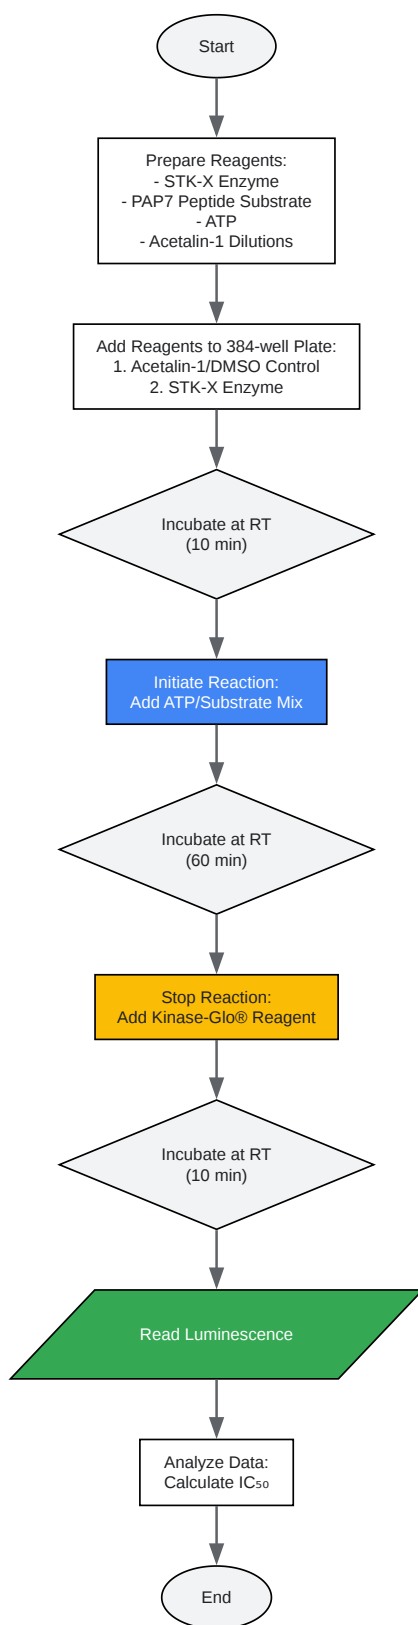 Start
Prepare Reagents:
- STK-X Enzyme
- PAP7 Peptide Substrate
- ATP
- Acetalin-1 Dilutions
Add Reagents to 384-well Plate:
1. Acetalin-1/DMSO Control
2. STK-X Enzyme
Incubate at RT
(10 min)
Initiate Reaction:
Add ATP/Substrate Mix
Incubate at RT
(60 min)
Stop Reaction:
Add Kinase-Glo® Reagent
Incubate at RT
(10 min)
Read Luminescence
Analyze Data:
Calculate IC₅₀
End